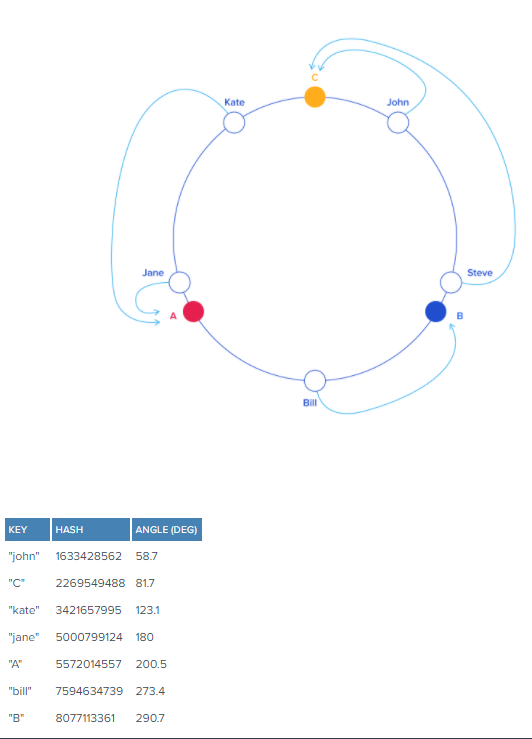 C
Kate
John
Jane
Steve
A
B
Bill
KEY HASH ANGLE (DEG)
"john" 1633428562 58.7
"C" 2269549488 81.7
"kate" 3421657995 123.1
"jane" 5000799124 180
"A" 5572014557 200.5
"bill" 7594634739 273.4
"B" 8077113361 290.7